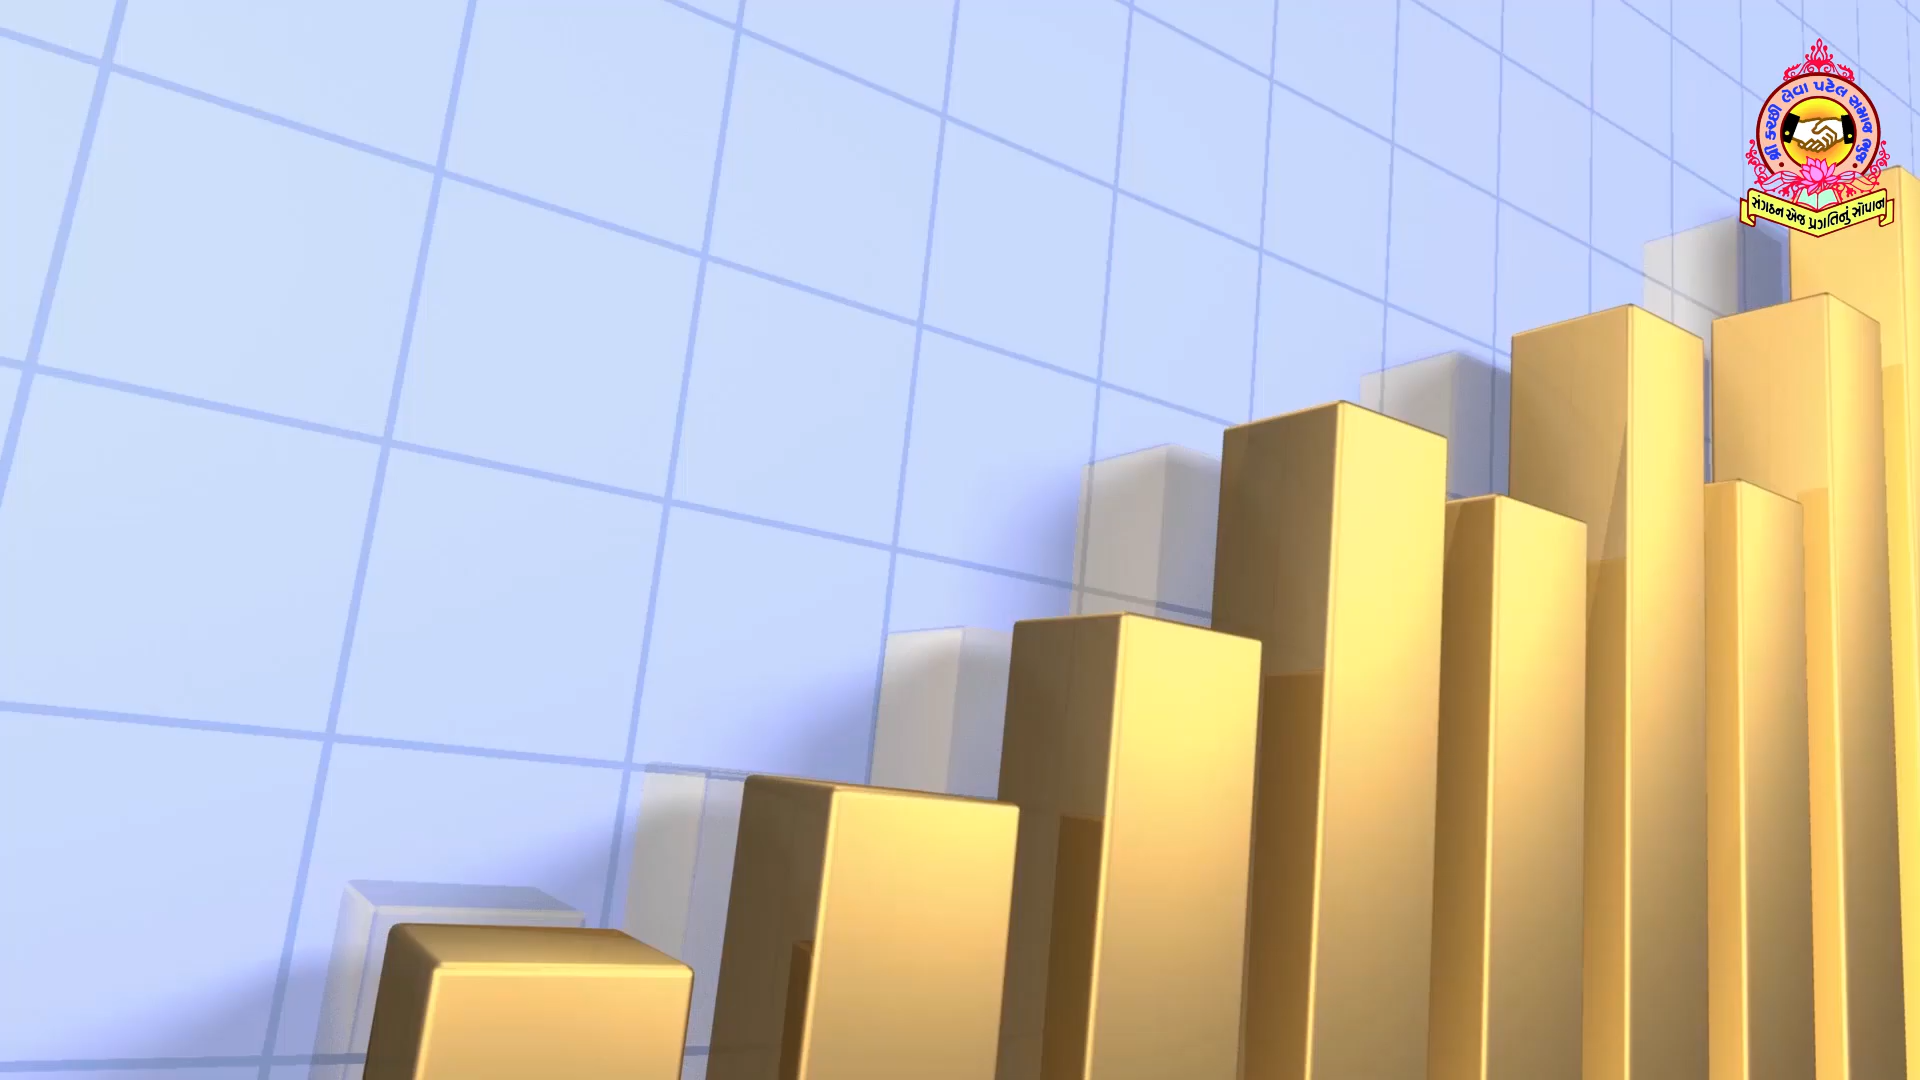 શ્રી કચ્છી લેવા પટેલ સમાજ ભુજ
સંગઠન એજ પ્રગતિનું સોપાન